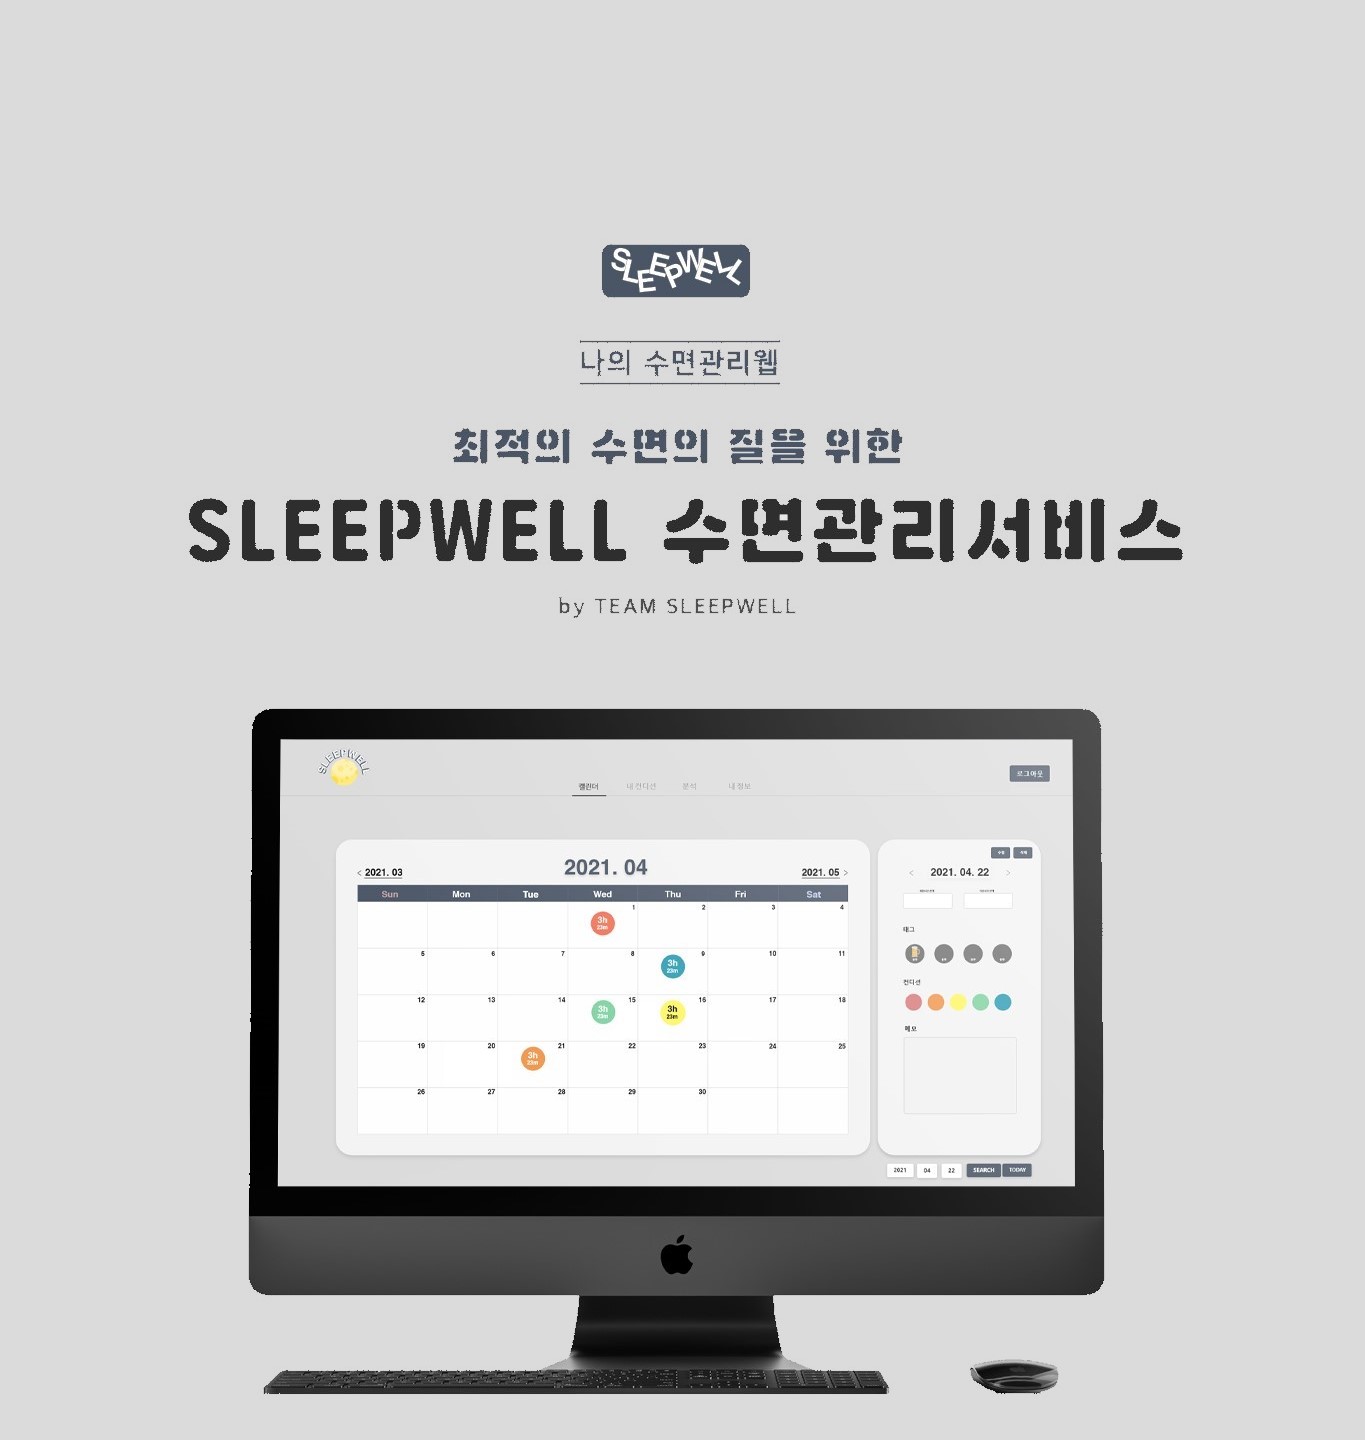 SLEEPWELL
나의 수면관리웹
최적의 수면의 질을 위한
SLEEPWELL 수면관리서비스
by TEAM SLEEPWELL
SLEEPWELL
로그아웃
캘린더 내 컨디션 분석 내 정보
< 2021. 03 2021. 04 2021. 05 >
Sun Mon Tue Wed Thu Fri Sat
1 2 3 4
3h
23m
5 6 7 8 9 10 11
3h
23m
12 13 14 15 16 17 18
3h 3h
23m 23m
19 20 21 22 23 24 25
3h
23m
26 27 28 29 30
수정 삭제
< 2021. 04. 22 >
태그
컨디션
메모
2021 04 22 SEARCH TODAY